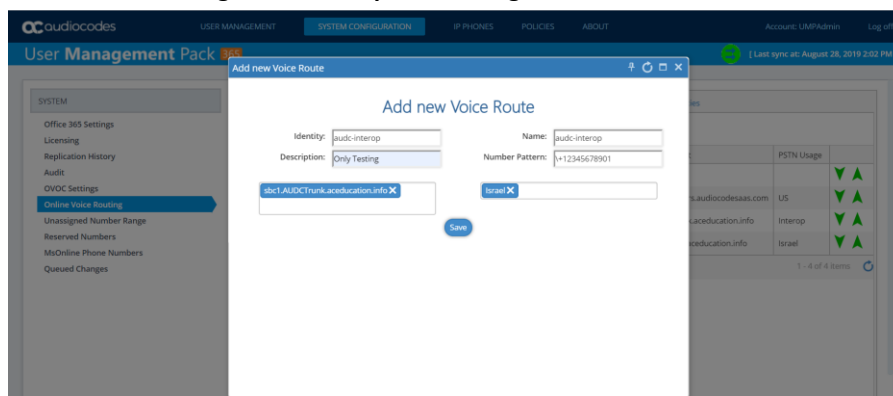 audiocodes USER MANAGEMENT SYSTEM CONFIGURATION IP PHONES POLICIES ABOUT Account: UMPAdmin Log off
User Management Pack 365 [ Last sync at: August 28, 2019 2:02 PM
Add new Voice Route
SYSTEM
Office 365 Settings
Licensing
Replication History
Audit
OVOC Settings
Online Voice Routing
Unassigned Number Range
Reserved Numbers
MsOnline Phone Numbers
Queued Changes
Add new Voice Route
Identity: audc-interop Name: audc-interop
Description: Only Testing Number Pattern: \+12345678901
sbc1.AUDCTrunk.aceducation.info X Israel X
Save
PSTN Usage
s.audiocodesaas.com US
.aceducation.info Interop
aceducation.info Israel
1 - 4 of 4 items